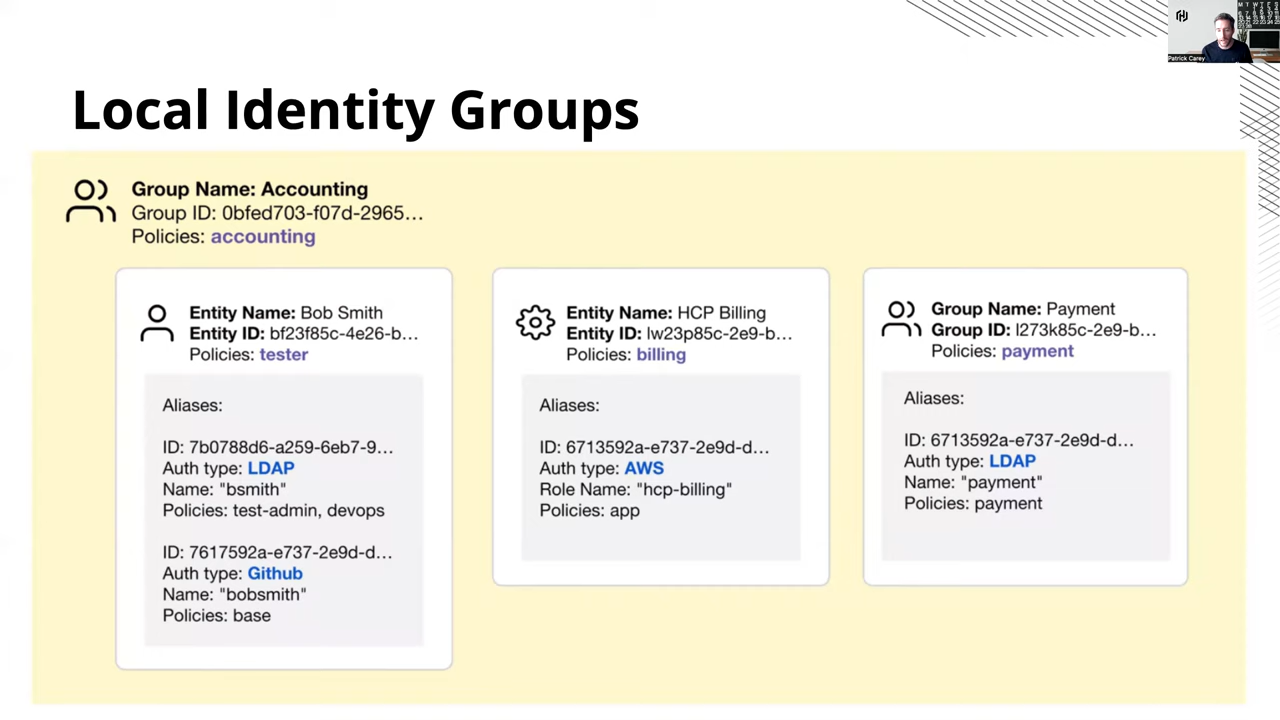 Local Identity Groups
Patrick Carey
Group Name: Accounting
Group ID: 0bfed703-f07d-2965...
Policies: accounting
Entity Name: Bob Smith
Entity ID: bf23f85c-4e26-b...
Policies: tester
Aliases:
ID: 7b0788d6-a259-6eb7-9...
Auth type: LDAP
Name: "bsmith"
Policies: test-admin, devops
ID: 7617592a-e737-2e9d-d...
Auth type: Github
Name: "bobsmith"
Policies: base
Entity Name: HCP Billing
Entity ID: lw23p85c-2e9-b...
Policies: billing
Aliases:
ID: 6713592a-e737-2e9d-d...
Auth type: AWS
Role Name: "hcp-billing"
Policies: app
Group Name: Payment
Group ID: l273k85c-2e9-b...
Policies: payment
Aliases:
ID: 6713592a-e737-2e9d-d...
Auth type: LDAP
Name: "payment"
Policies: payment